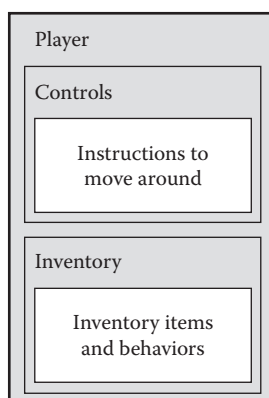 Player
Controls
Instructions to
move around
Inventory
Inventory items
and behaviors